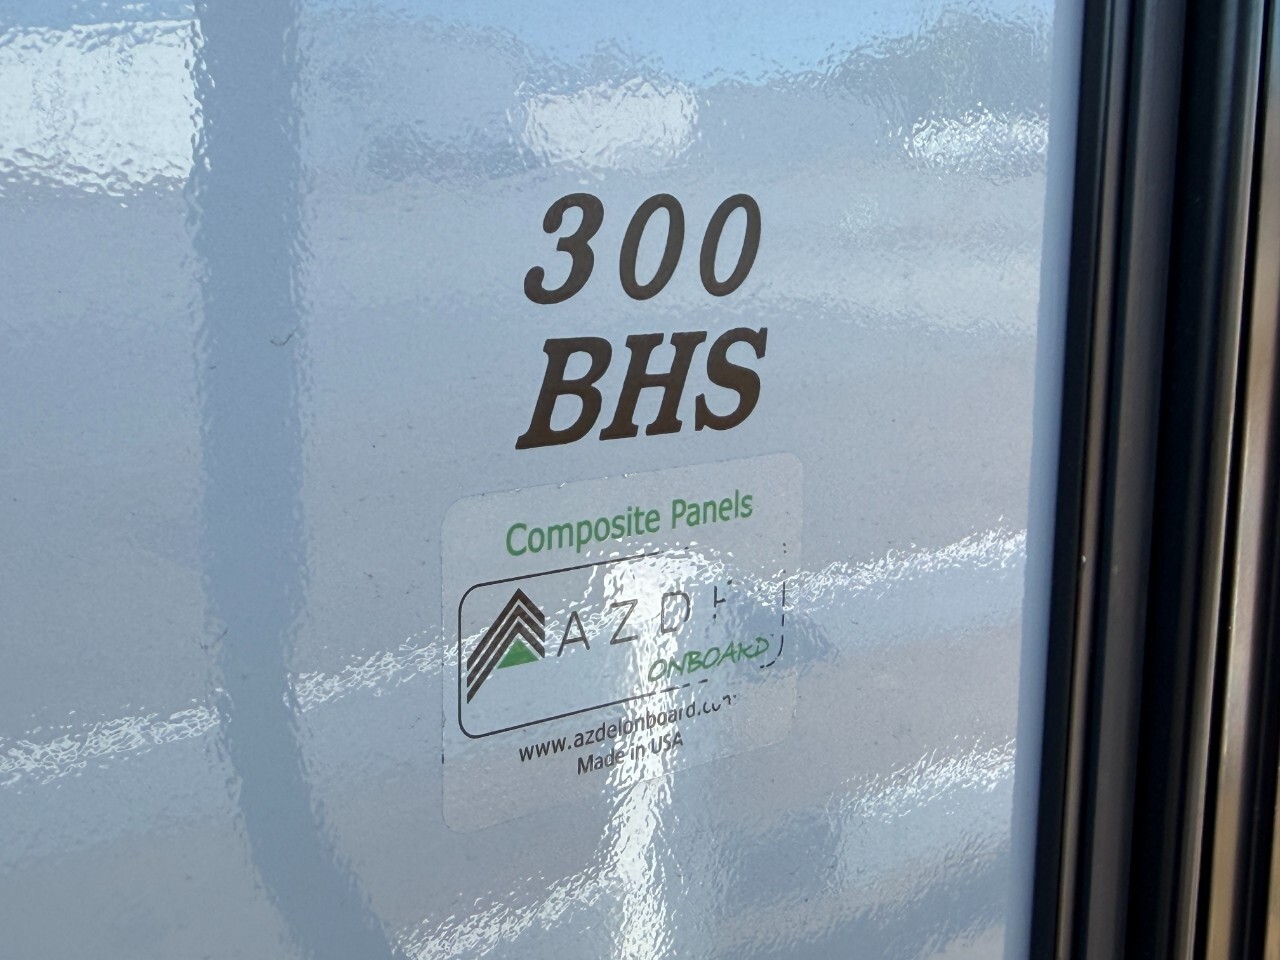 300
BHS
Composite Panels
ONBOARD
www.azdelonboard.com
Made in USA